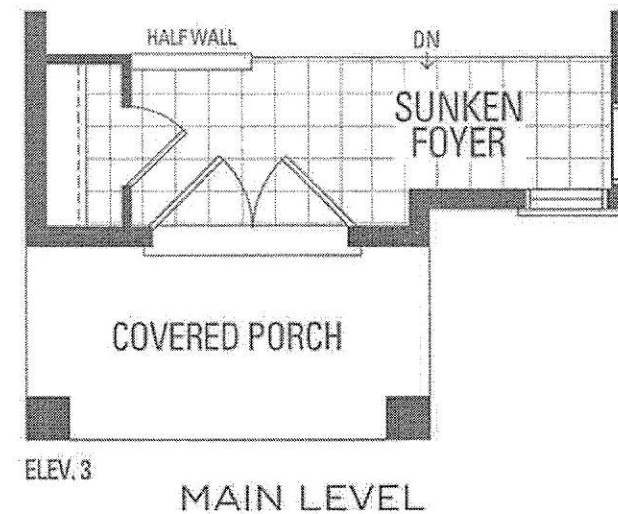 HALF WALL
DN
SUNKEN
FOYER
COVERED PORCH
ELEV. 3
MAIN LEVEL